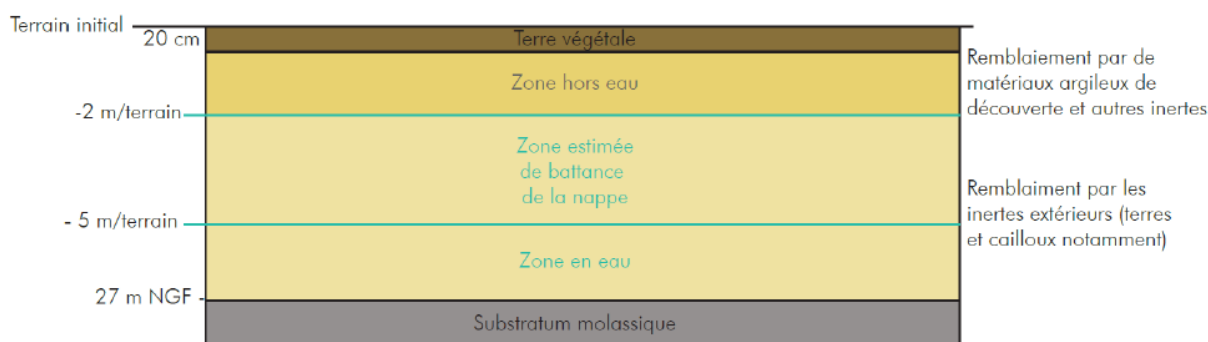 Terrain initial
20 cm
Terre végétale
Zone hors eau
Remblaiement par de
matériaux argileux de
découverte et autres inertes
-2 m/terrain
Zone estimée
de battance
de la nappe
Remblaiment par les
inertes extérieurs (terres
et cailloux notamment)
- 5 m/terrain
Zone en eau
27 m NGF
Substratum molassique